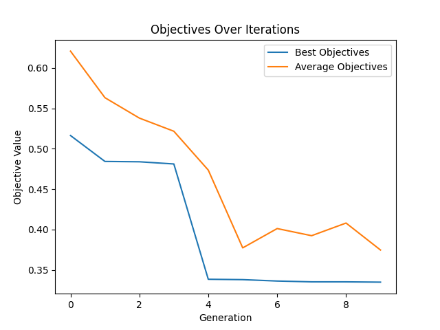 Objectives Over Iterations
Best Objectives
Average Objectives
Objective Value
0.60
0.55
0.50
0.45
0.40
0.35
0 2 4 6 8
Generation